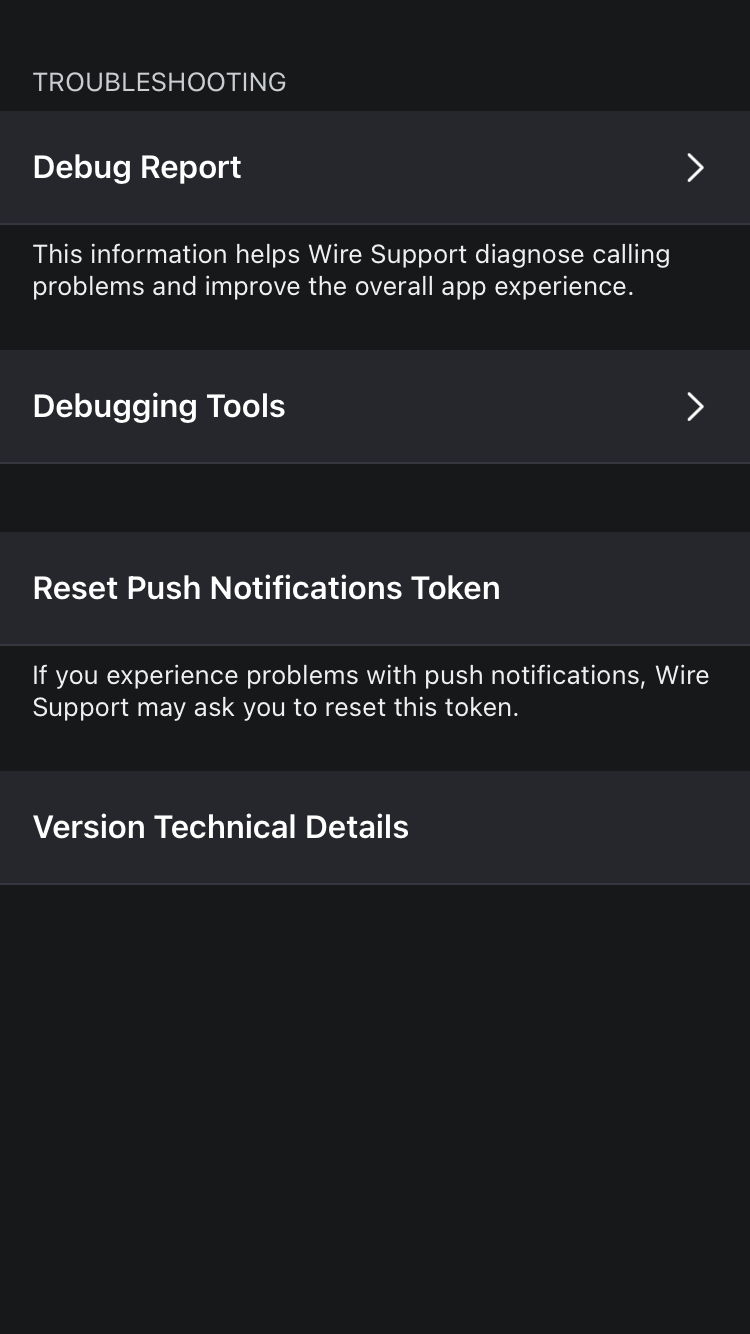 TROUBLESHOOTING
Debug Report
This information helps Wire Support diagnose calling
problems and improve the overall app experience.
Debugging Tools
Reset Push Notifications Token
If you experience problems with push notifications, Wire
Support may ask you to reset this token.
Version Technical Details